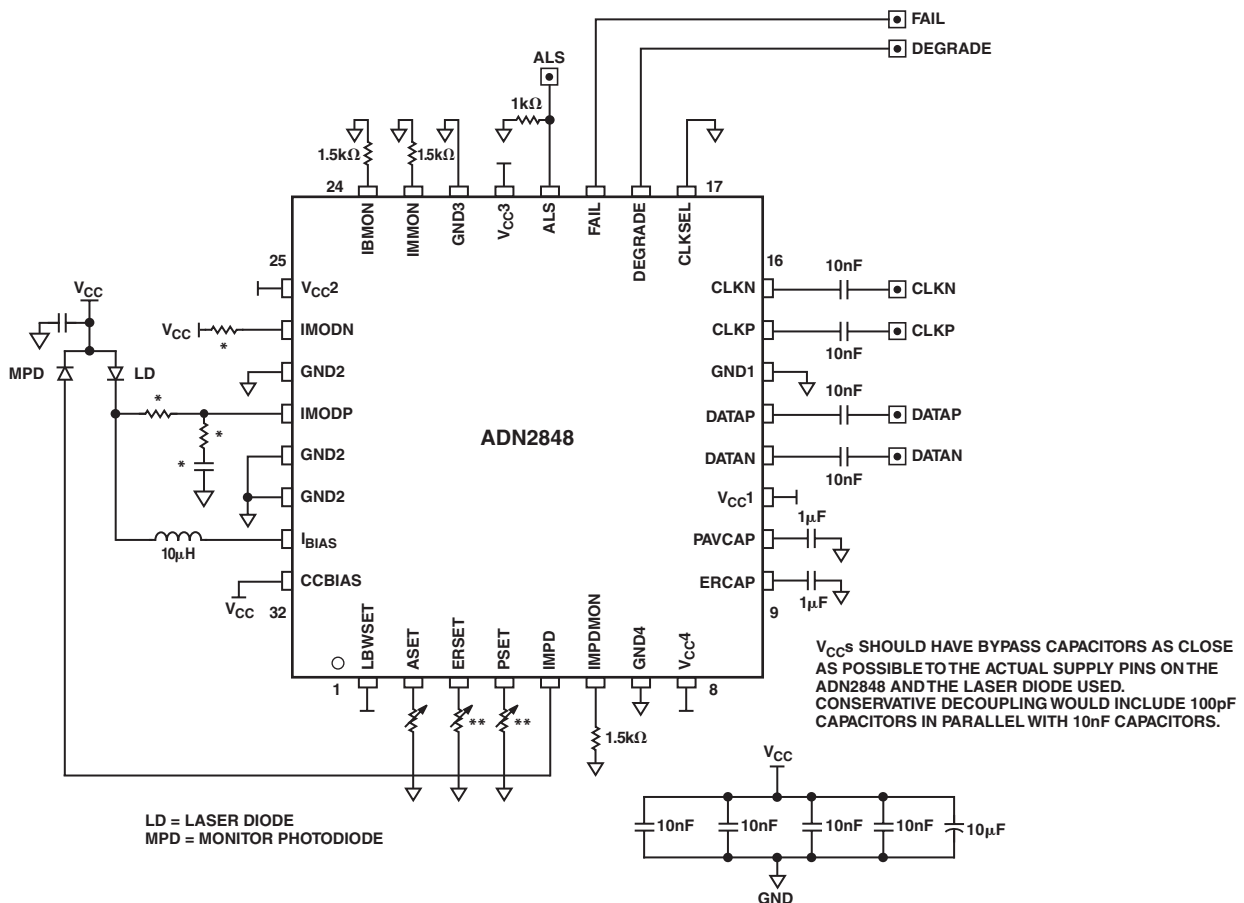 FAIL
DEGRADE
ALS
1kΩ
1.5kΩ
1.5kΩ
24
17
IBMON
IMMON
GND3
VCC3
ALS
FAIL
DEGRADE
CLKSEL
25
16
VCC
VCC2
CLKN
10nF
CLKN
VCC
*
IMODN
CLKP
10nF
CLKP
MPD
LD
GND2
GND1
*
IMODP
DATAP
10nF
DATAP
*
ADN2848
*
GND2
DATAN
10nF
DATAN
GND2
VCC1
10µH
IBIAS
PAVCAP
1µF
VCC
CCBIAS
ERCAP
1µF
32
9
LBWSET
ASET
ERSET
PSET
IMPD
IMPDMON
GND4
VCC4
1
8
**
**
1.5kΩ
VCCs SHOULD HAVE BYPASS CAPACITORS AS CLOSE
AS POSSIBLE TO THE ACTUAL SUPPLY PINS ON THE
ADN2848 AND THE LASER DIODE USED.
CONSERVATIVE DECOUPLING WOULD INCLUDE 100pF
CAPACITORS IN PARALLEL WITH 10nF CAPACITORS.
LD = LASER DIODE
MPD = MONITOR PHOTODIODE
VCC
10nF
10nF
10nF
10nF
10µF
GND